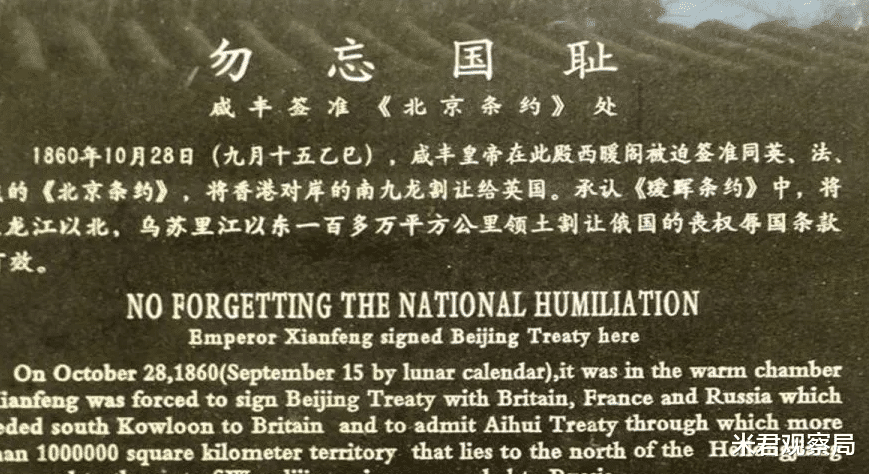 勿忘国耻
咸丰签准《北京条约》处
1860年10月28日（九月十五乙巳），咸丰皇帝在此殿西暖阁被迫签准同英、法、
的《北京条约》，将香港对岸的南九龙割让给英国。承认《瑷珲条约》中，将
龙江以北，乌苏里江以东一百多万平方公里领土割让俄国的丧权辱国条款
有效。
NO FORGETTING THE NATIONAL HUMILIATION
Emperor Xianfeng signed Beijing Treaty here
On October 28,1860(September 15 by lunar calendar),it was in the warm chamber
ianfeng was forced to sign Beijing Treaty with Britain, France and Russia which
eded south Kowloon to Britain and to admit Aihui Treaty through which more
han 1000000 square kilometer territory that lies to the north of the
米君观察局